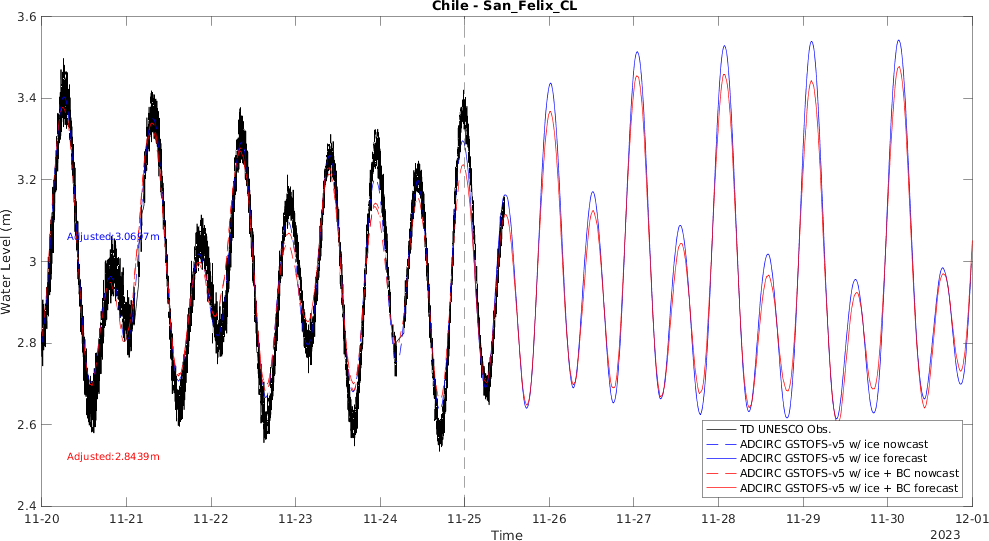 Chile - San_Felix_CL
3.6
3.4
3.2
3
2.8
2.6
2.4
Water Level (m)
Adjusted:3.0697m
Adjusted:2.8439m
TD UNESCO Obs.
ADCIRC GSTOFS-v5 w/ ice nowcast
ADCIRC GSTOFS-v5 w/ ice forecast
ADCIRC GSTOFS-v5 w/ ice + BC nowcast
ADCIRC GSTOFS-v5 w/ ice + BC forecast
11-20 11-21 11-22 11-23 11-24 11-25 11-26 11-27 11-28 11-29 11-30 12-01
Time
2023